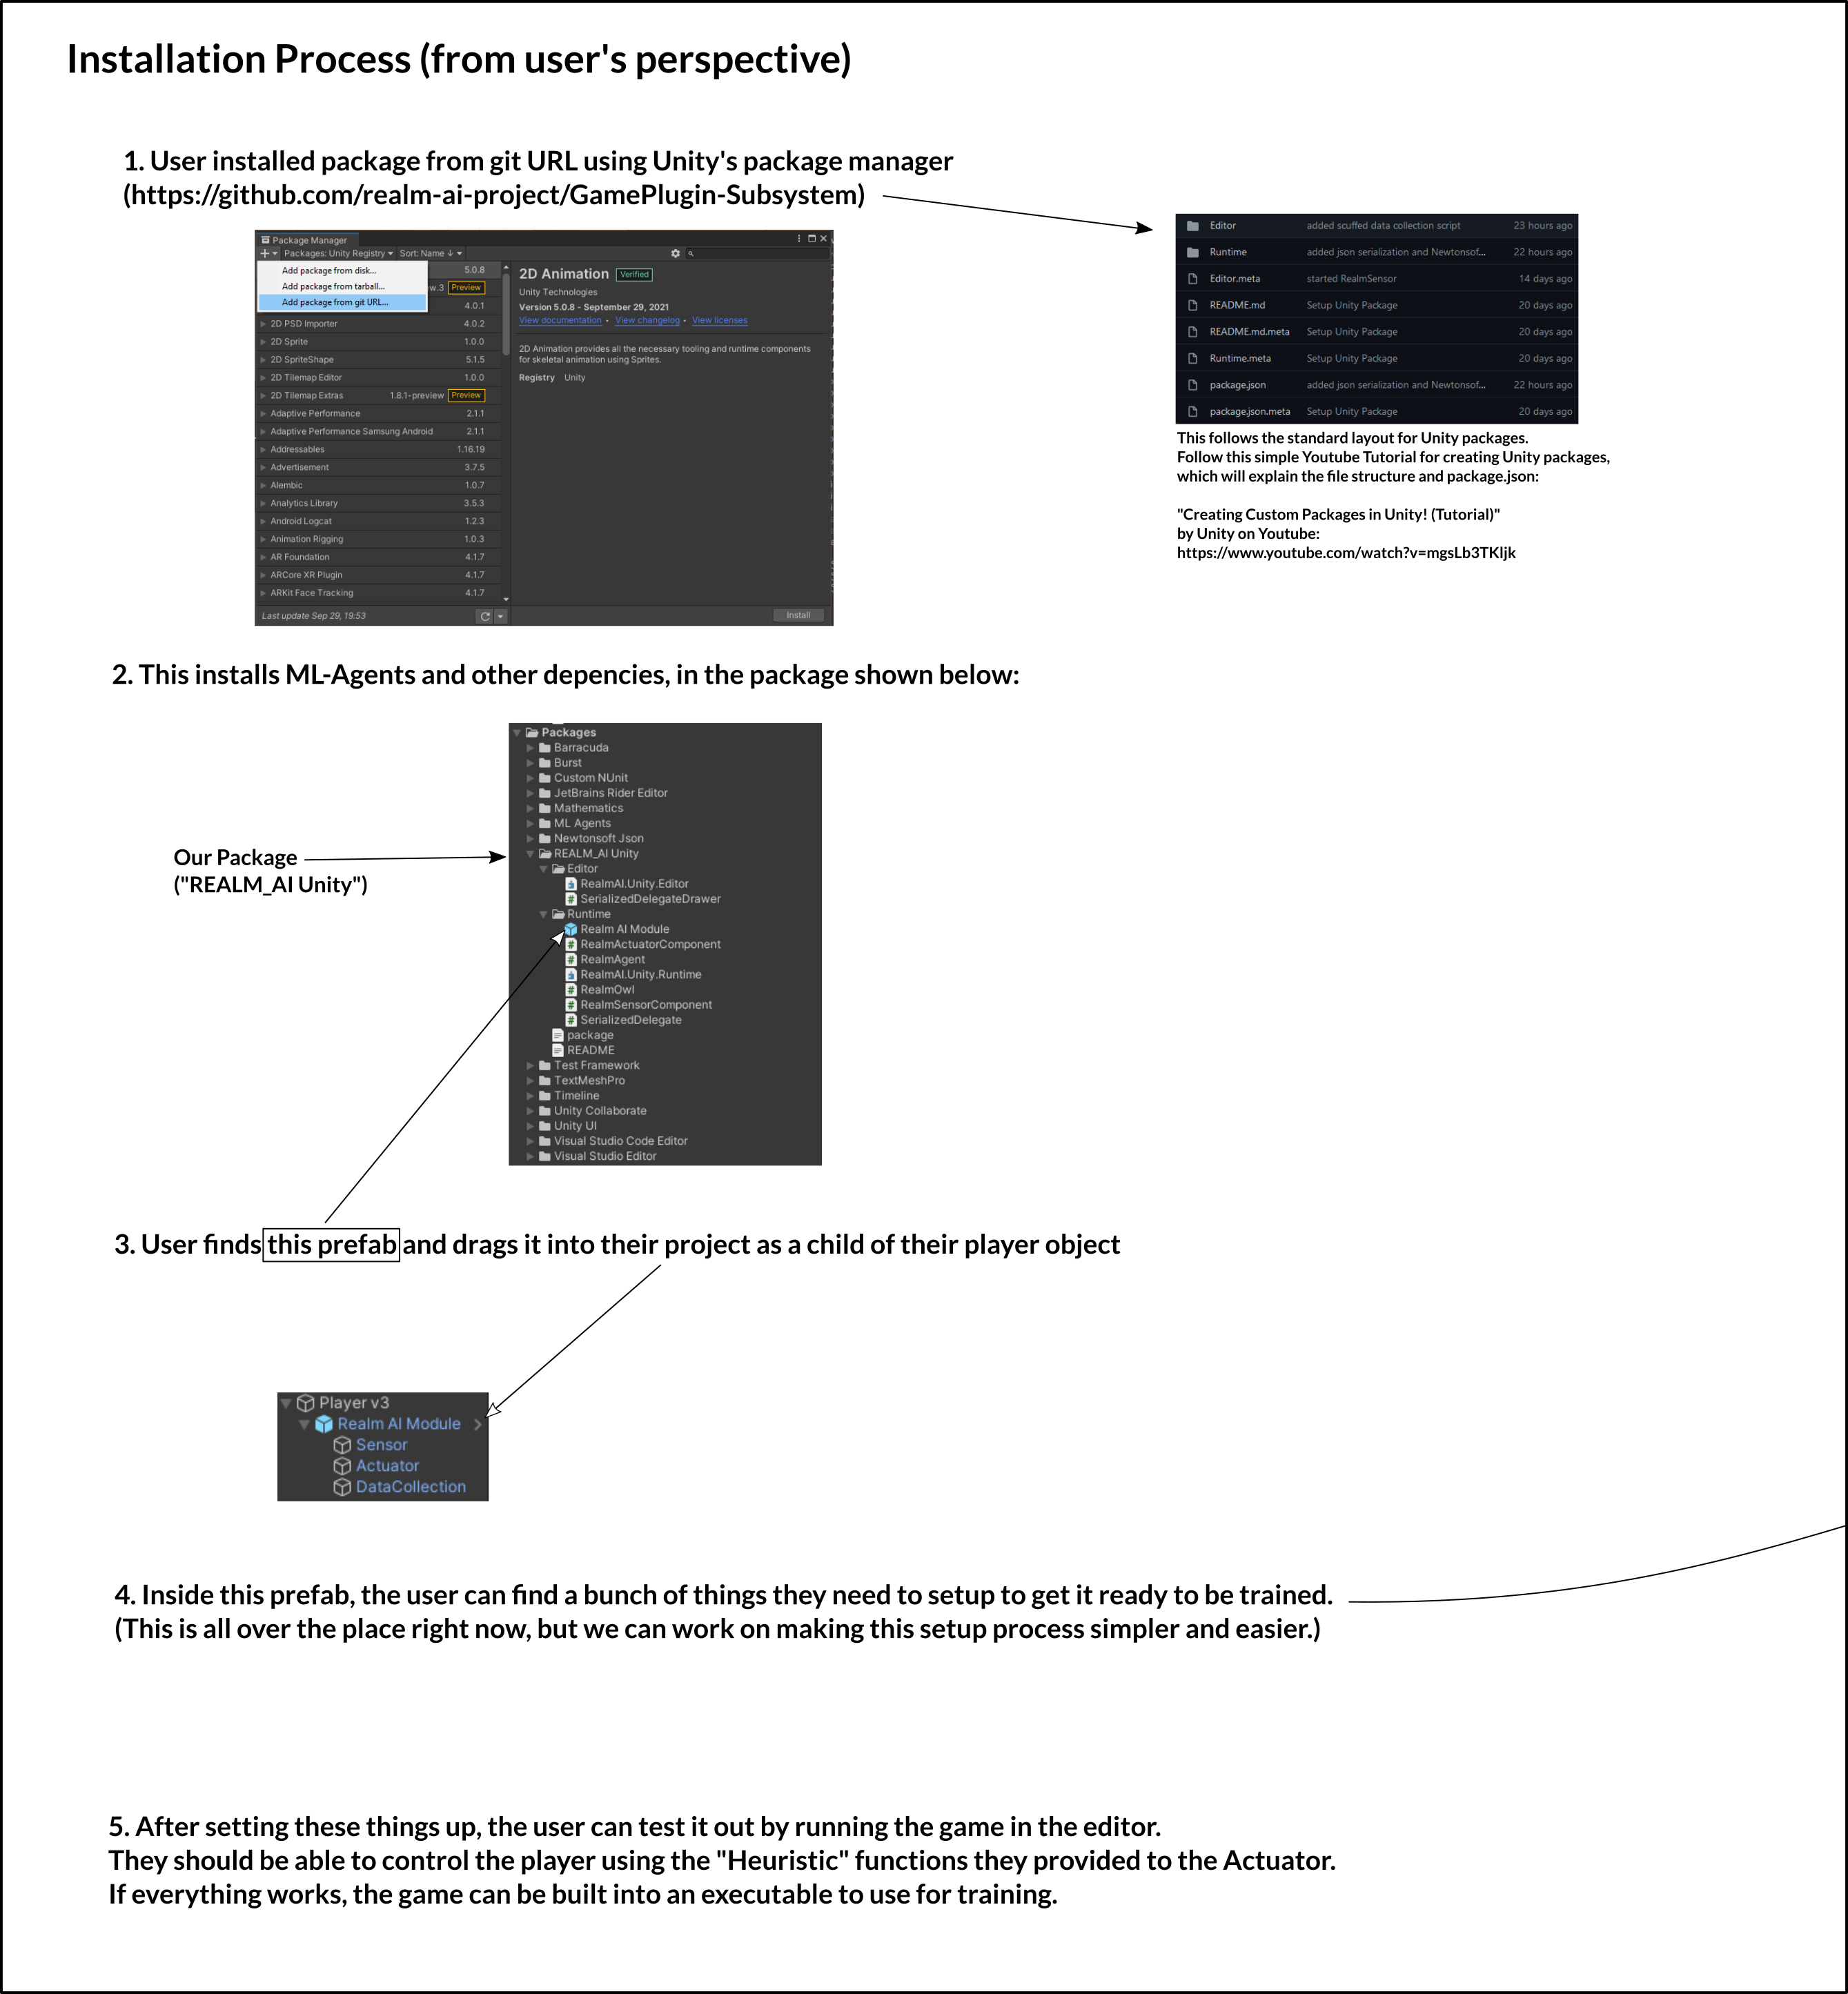 Installation Process (from user's perspective)
1. User installed package from git URL using Unity's package manager
(https://github.com/realm-ai-project/GamePlugin-Subsystem)
Package Manager
Packages: Unity Registry Sort: Name ↓
Add package from disk...
Add package from tarball...
Add package from git URL...
5.0.8
w.3 Preview
4.0.1
2D PSD Importer 4.0.2
2D Sprite 1.0.0
2D SpriteShape 5.1.5
2D Tilemap Editor 1.0.0
2D Tilemap Extras 1.8.1-preview Preview
Adaptive Performance 2.1.1
Adaptive Performance Samsung Android 2.1.1
Addressables 1.16.19
Advertisement 3.7.5
Alembic 1.0.7
Analytics Library 3.5.3
Android Logcat 1.2.3
Animation Rigging 1.0.3
AR Foundation 4.1.7
ARCore XR Plugin 4.1.7
ARKit Face Tracking 4.1.7
Last update Sep 29, 19:53
2D Animation Verified
Unity Technologies
Version 5.0.8 - September 29, 2021
View documentation • View changelog • View licenses
2D Animation provides all the necessary tooling and runtime components
for skeletal animation using Sprites.
Registry Unity
Install
Editor added scuffed data collection script 23 hours ago
Runtime added json serialization and Newtonsof... 22 hours ago
Editor.meta started RealmSensor 14 days ago
README.md Setup Unity Package 20 days ago
README.md.meta Setup Unity Package 20 days ago
Runtime.meta Setup Unity Package 20 days ago
package.json added json serialization and Newtonsof... 22 hours ago
package.json.meta Setup Unity Package 20 days ago
This follows the standard layout for Unity packages.
Follow this simple Youtube Tutorial for creating Unity packages,
which will explain the file structure and package.json:
"Creating Custom Packages in Unity! (Tutorial)"
by Unity on Youtube:
https://www.youtube.com/watch?v=mgsLb3TKljk
2. This installs ML-Agents and other depencies, in the package shown below:
Packages
Barracuda
Burst
Custom NUnit
JetBrains Rider Editor
Mathematics
ML Agents
Newtonsoft Json
REALM_AI Unity
Editor
RealmAI.Unity.Editor
SerializedDelegateDrawer
Runtime
Realm AI Module
RealmActuatorComponent
RealmAgent
RealmAI.Unity.Runtime
RealmOwl
RealmSensorComponent
SerializedDelegate
package
README
Test Framework
TextMeshPro
Timeline
Unity Collaborate
Unity UI
Visual Studio Code Editor
Visual Studio Editor
Our Package
("REALM_AI Unity")
3. User finds this prefab and drags it into their project as a child of their player object
Player v3
Realm AI Module
Sensor
Actuator
DataCollection
4. Inside this prefab, the user can find a bunch of things they need to setup to get it ready to be trained.
(This is all over the place right now, but we can work on making this setup process simpler and easier.)
5. After setting these things up, the user can test it out by running the game in the editor.
They should be able to control the player using the "Heuristic" functions they provided to the Actuator.
If everything works, the game can be built into an executable to use for training.